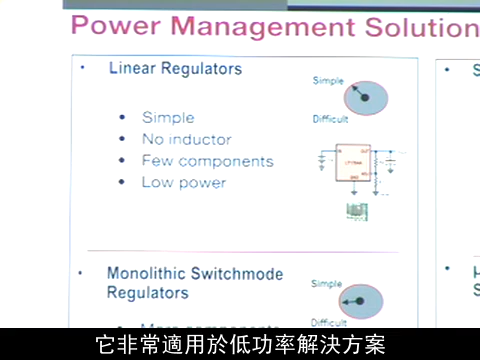 Power Management Solution
• Linear Regulators
• Simple
• No inductor
• Few components
• Low power
Simple
Difficult
• Monolithic Switchmode
Regulators
Simple
Difficult
它非常適用於低功率解決方案